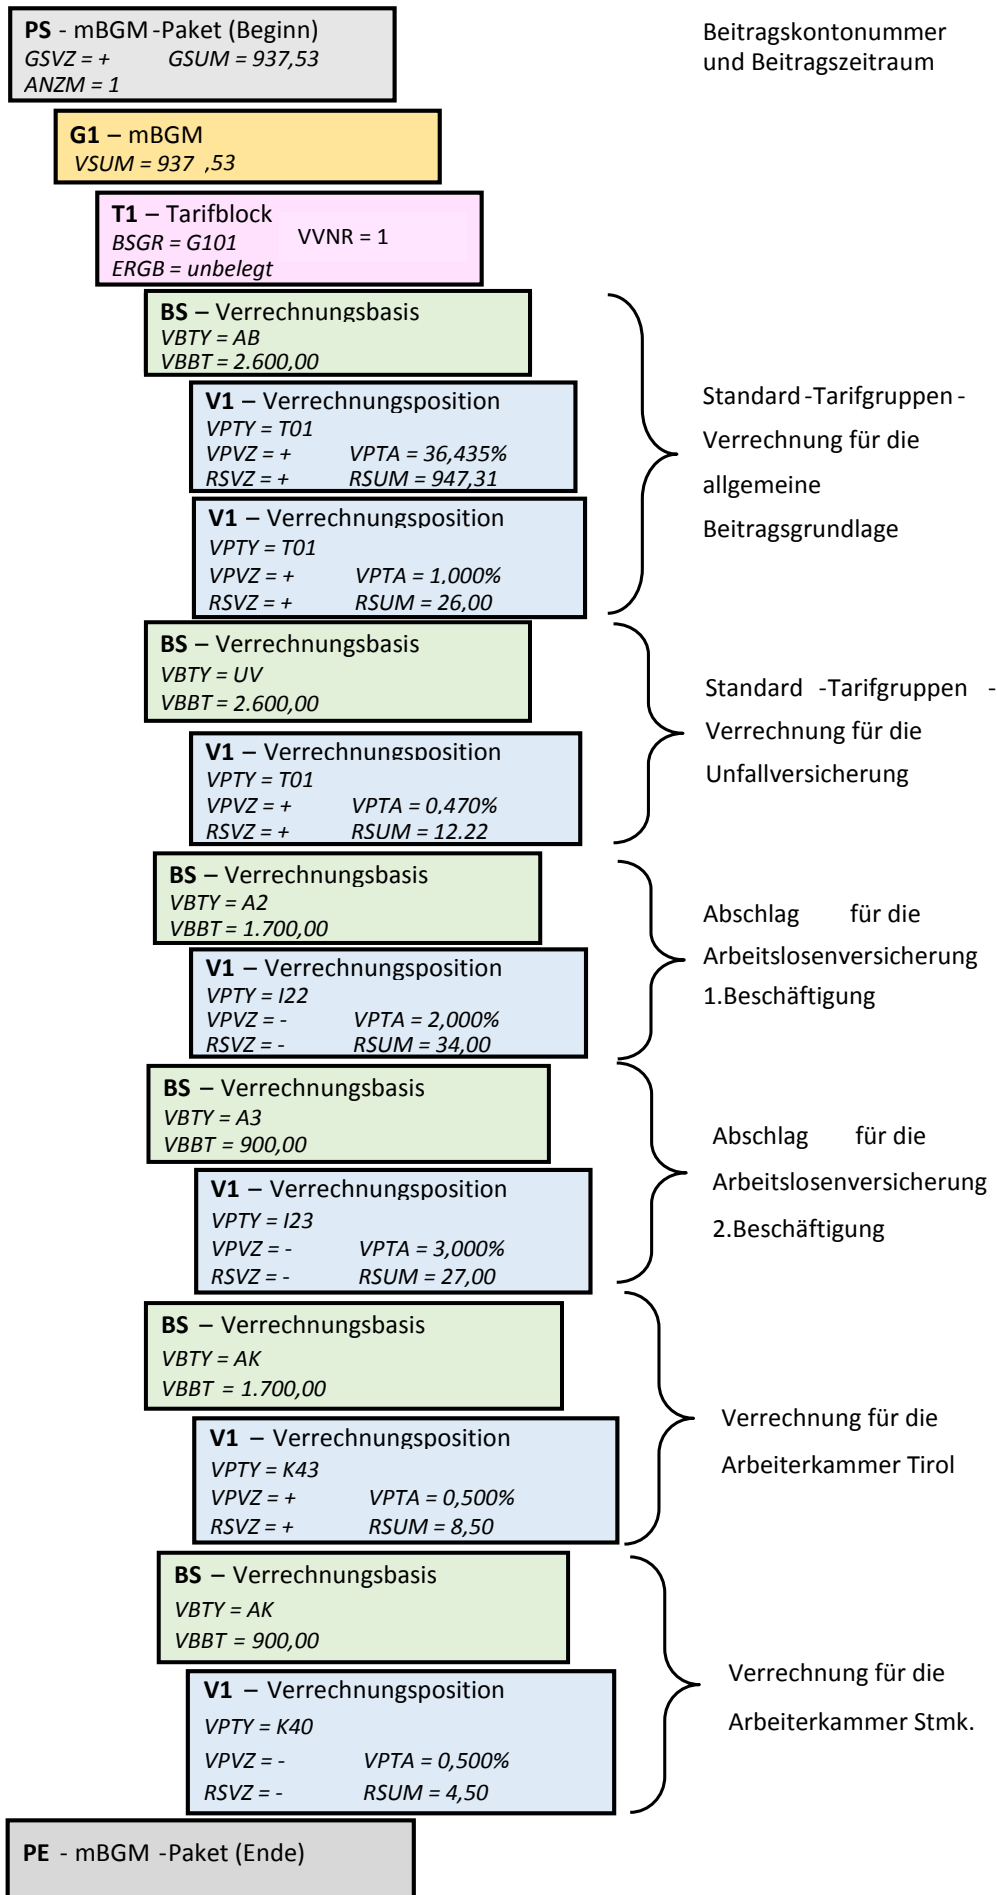 PS - mBGM -Paket (Beginn)
GSVZ = + GSUM = 937,53
ANZM = 1
Beitragskontonummer
und Beitragszeitraum
G1 – mBGM
VSUM = 937 ,53
T1 – Tarifblock
BSGR = G101 VVNR = 1
ERGB = unbelegt
BS – Verrechnungsbasis
VBTY = AB
VBBT = 2.600,00
V1 – Verrechnungsposition
VPTY = T01
VPVZ = + VPTA = 36,435%
RSVZ = + RSUM = 947,31
V1 – Verrechnungsposition
VPTY = T01
VPVZ = + VPTA = 1,000%
RSVZ = + RSUM = 26,00
Standard -Tarifgruppen -
Verrechnung für die
allgemeine
Beitragsgrundlage
BS – Verrechnungsbasis
VBTY = UV
VBBT = 2.600,00
V1 – Verrechnungsposition
VPTY = T01
VPVZ = + VPTA = 0,470%
RSVZ = + RSUM = 12.22
Standard -Tarifgruppen -
Verrechnung für die
Unfallversicherung
BS – Verrechnungsbasis
VBTY = A2
VBBT = 1.700,00
V1 – Verrechnungsposition
VPTY = I22
VPVZ = - VPTA = 2,000%
RSVZ = - RSUM = 34,00
Abschlag für die
Arbeitslosenversicherung
1.Beschäftigung
BS – Verrechnungsbasis
VBTY = A3
VBBT = 900,00
V1 – Verrechnungsposition
VPTY = I23
VPVZ = - VPTA = 3,000%
RSVZ = - RSUM = 27,00
Abschlag für die
Arbeitslosenversicherung
2.Beschäftigung
BS – Verrechnungsbasis
VBTY = AK
VBBT = 1.700,00
V1 – Verrechnungsposition
VPTY = K43
VPVZ = + VPTA = 0,500%
RSVZ = + RSUM = 8,50
Verrechnung für die
Arbeiterkammer Tirol
BS – Verrechnungsbasis
VBTY = AK
VBBT = 900,00
V1 – Verrechnungsposition
VPTY = K40
VPVZ = - VPTA = 0,500%
RSVZ = - RSUM = 4,50
Verrechnung für die
Arbeiterkammer Stmk.
PE - mBGM -Paket (Ende)